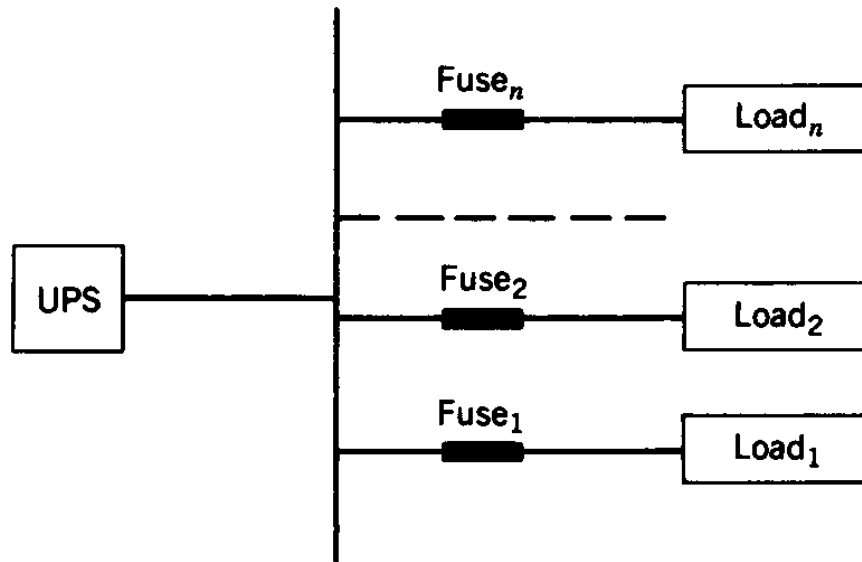 Fuseₙ
Loadₙ
UPS
Fuse₂
Load₂
Fuse₁
Load₁